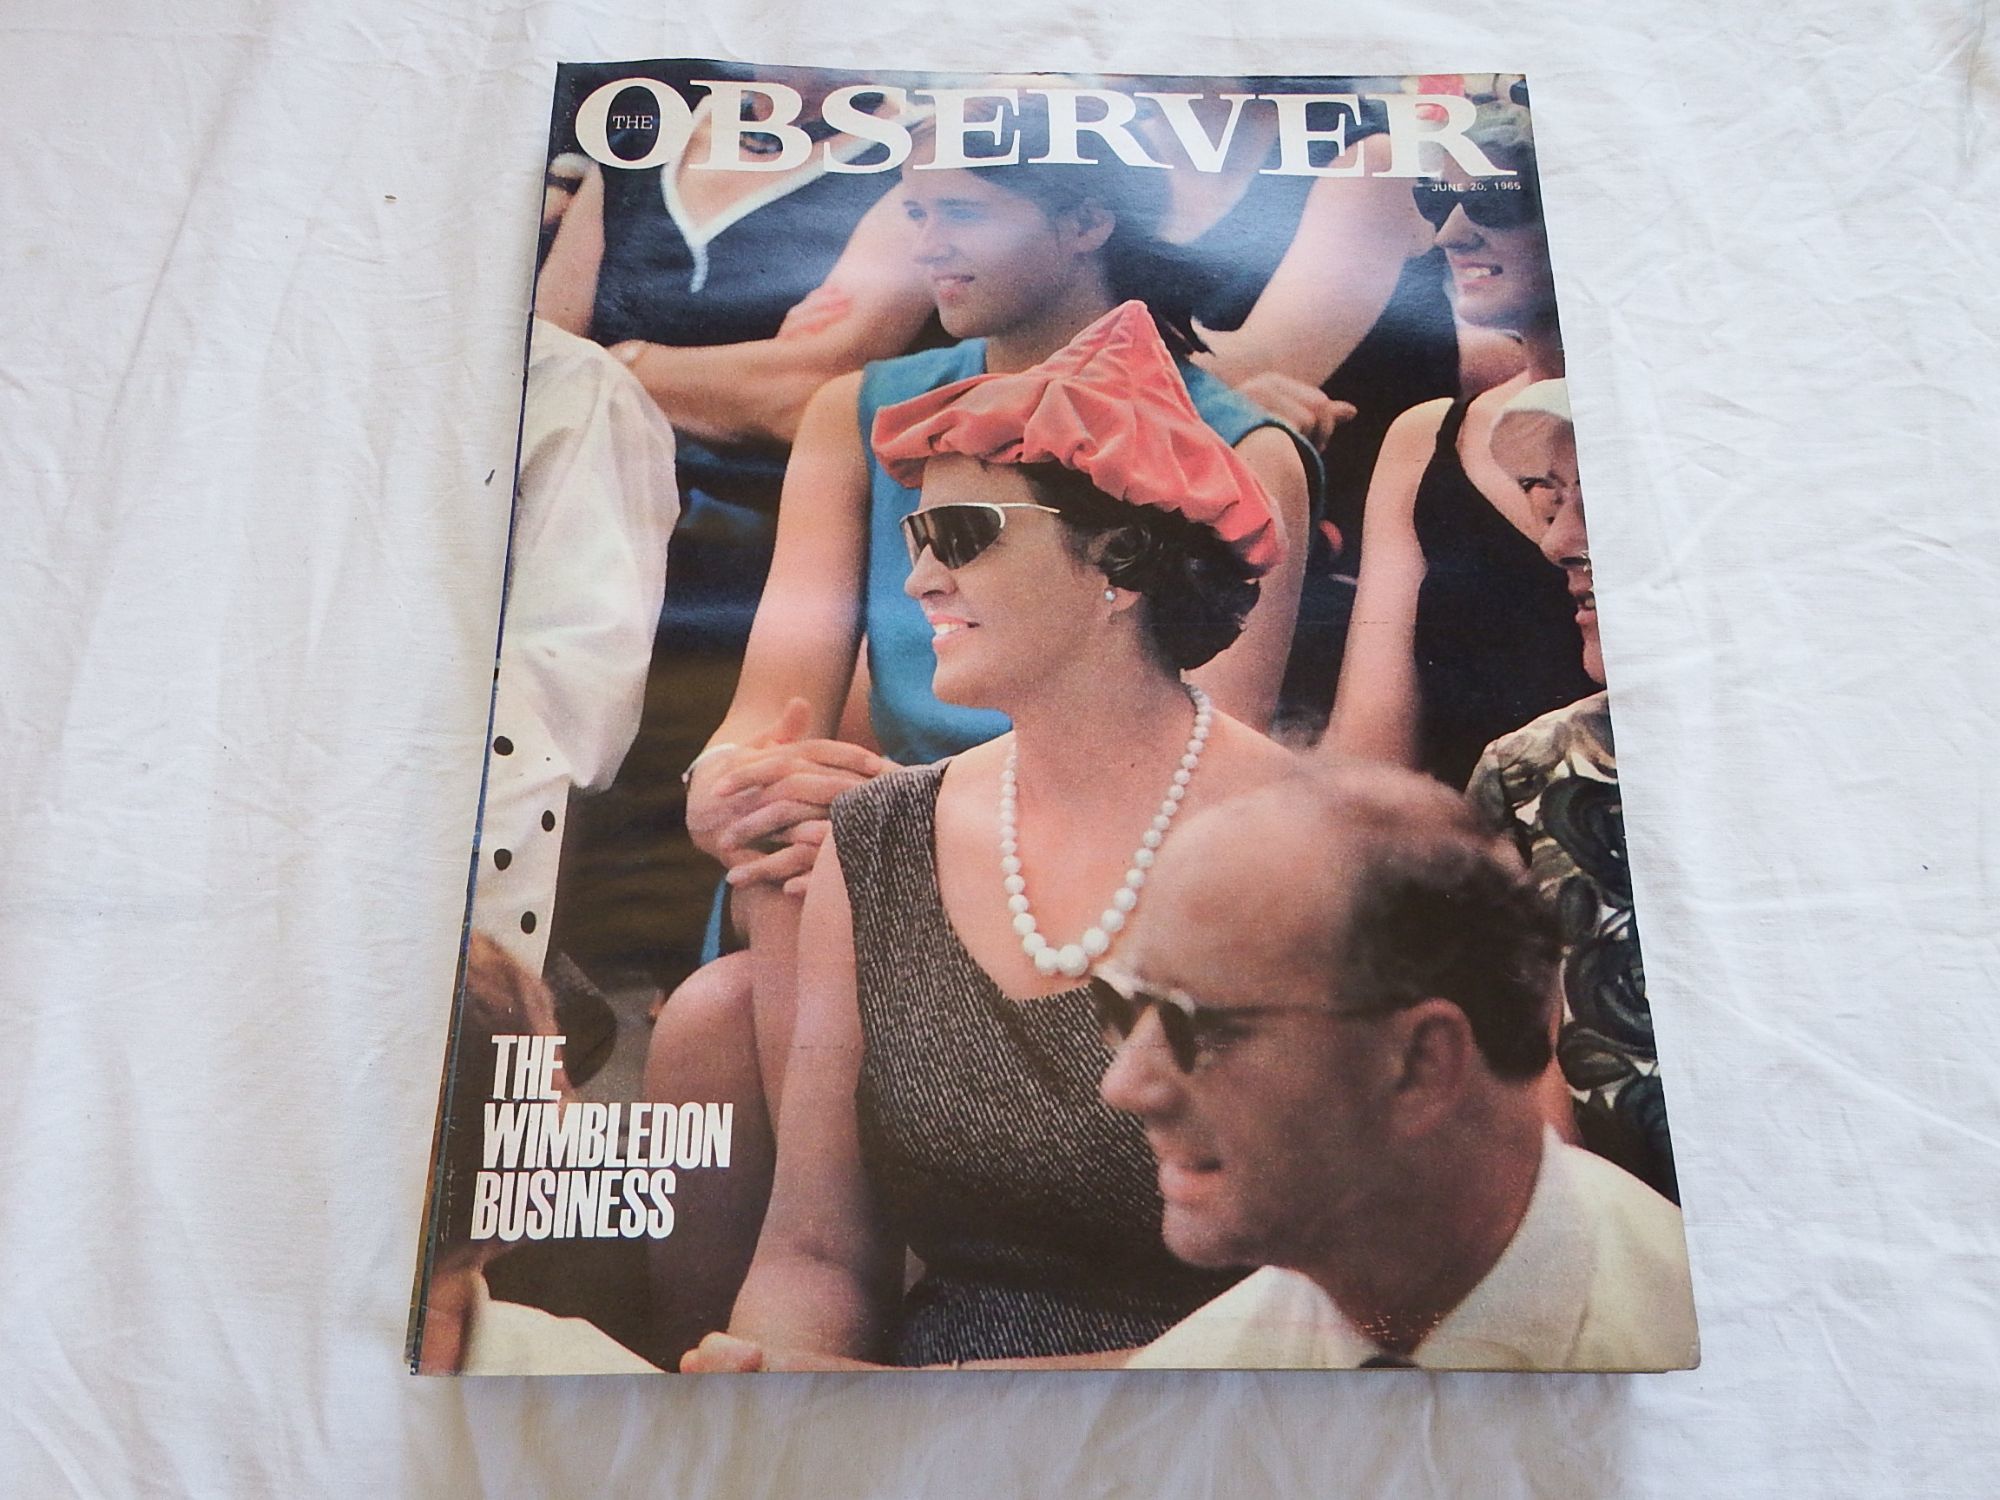 THE OBSERVER
JUNE 20, 1965
THE
WIMBLEDON
BUSINESS